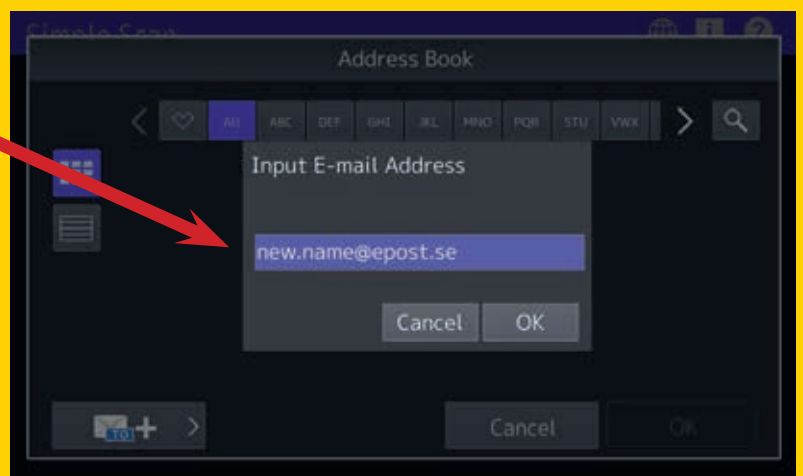 Simple Scan
Address Book
All ABC DEF GHI JKL MNO PQR STU VWX
Input E-mail Address
new.name@epost.se
Cancel OK
TO
Cancel OK